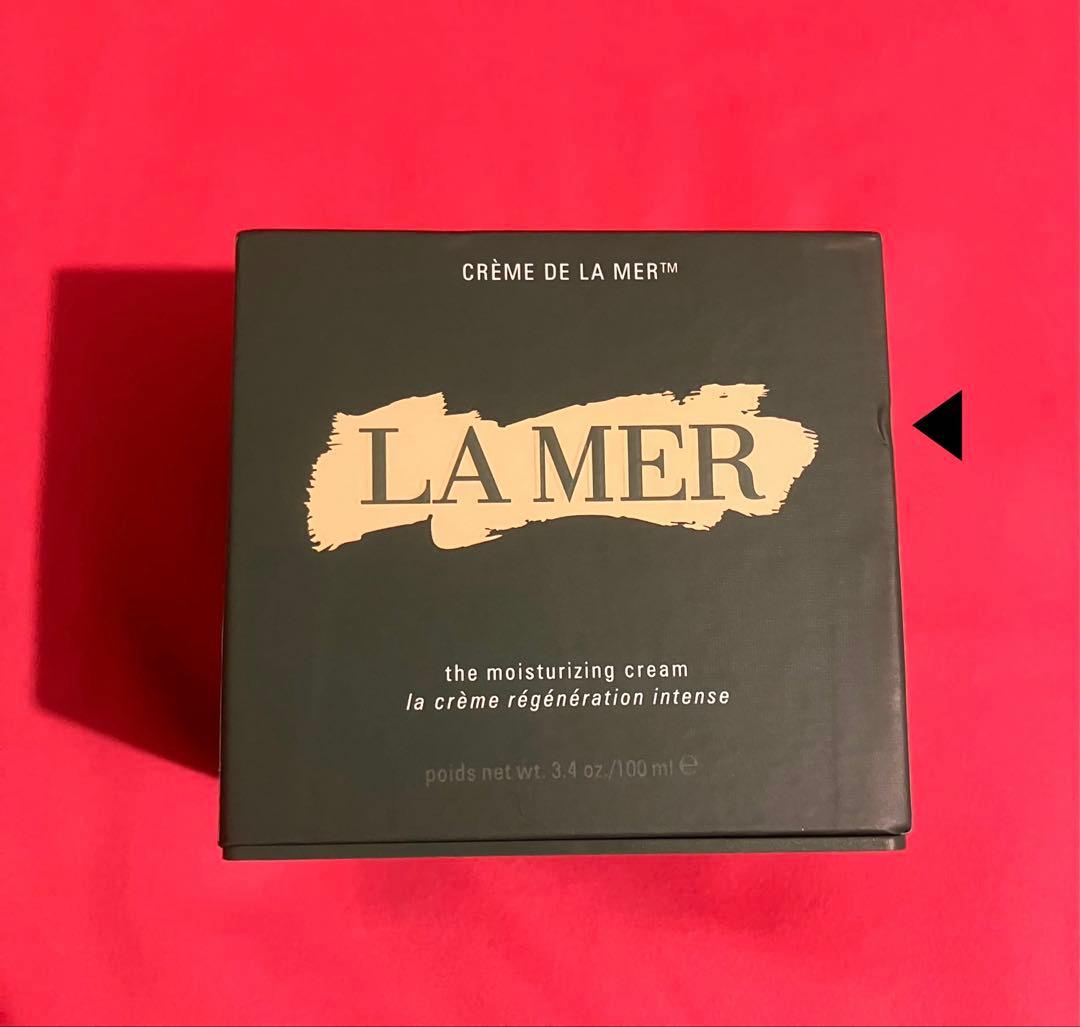 CRÈME DE LA MER™
LA MER
the moisturizing cream
la crème régénération intense
poids net wt. 3.4 oz./100 ml ℮